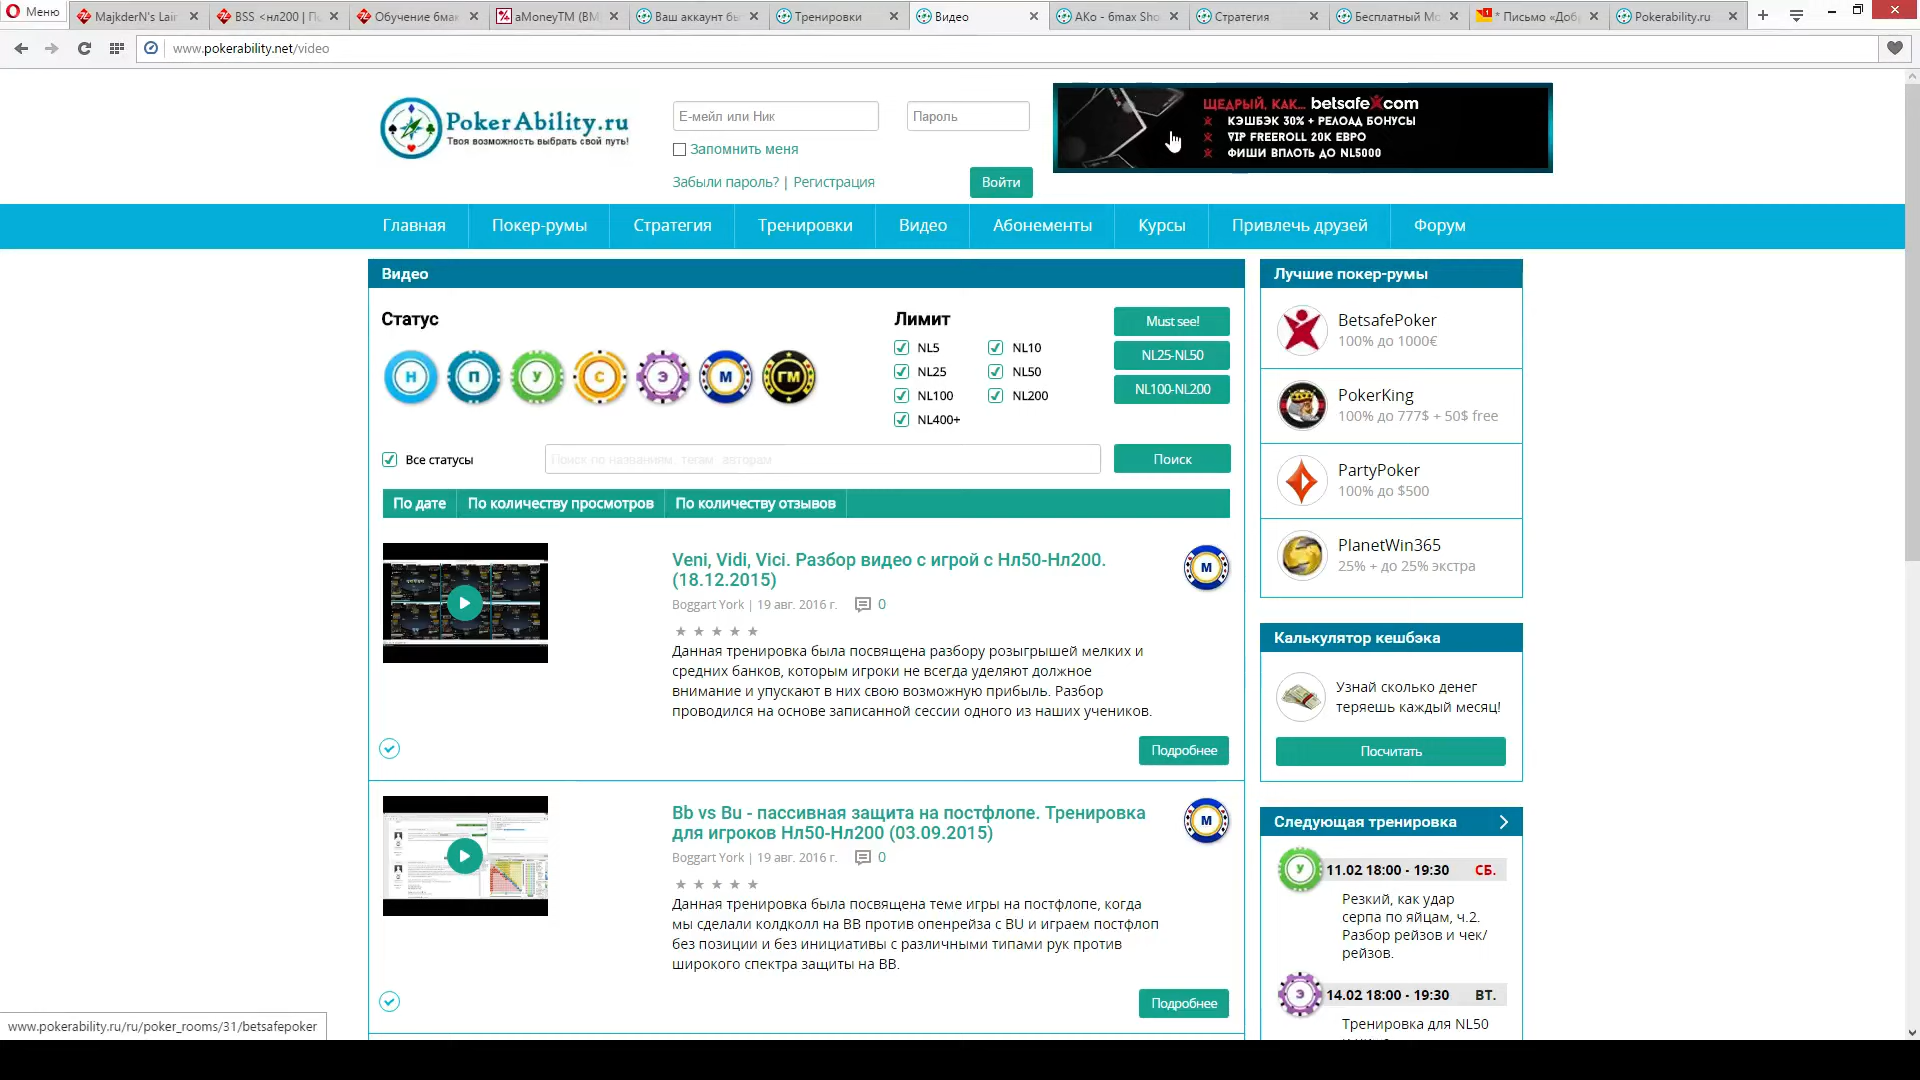 Меню
MajkderN's Lair
BSS <нл200 | П
Обучение 6мак
aMoneyTM (BM
Ваш аккаунт бы
Тренировки
Видео
AKo - 6max Sho
Стратегия
Бесплатный Мо
* Письмо «Добр
Pokerability.ru
www.pokerability.net/video
PokerAbility.ru
Твоя возможность выбрать свой путь!
Е-мейл или Ник
Пароль
Запомнить меня
Забыли пароль? | Регистрация
Войти
ЩЕДРЫЙ, КАК... betsafe.com
КЭШБЭК 30% + РЕЛОАД БОНУСЫ
VIP FREEROLL 20K ЕВРО
ФИШИ ВПЛОТЬ ДО NL5000
Главная
Покер-румы
Стратегия
Тренировки
Видео
Абонементы
Курсы
Привлечь друзей
Форум
Видео
Статус
Н
П
У
С
Э
М
ГМ
Лимит
NL5
NL10
NL25
NL50
NL100
NL200
NL400+
Must see!
NL25-NL50
NL100-NL200
Все статусы
Поиск по названиям, тегам, авторам
Поиск
По дате
По количеству просмотров
По количеству отзывов
Veni, Vidi, Vici. Разбор видео с игрой с Нл50-Нл200.
(18.12.2015)
М
Boggart York | 19 авг. 2016 г.
0
Данная тренировка была посвящена разбору розыгрышей мелких и
средних банков, которым игроки не всегда уделяют должное
внимание и упускают в них свою возможную прибыль. Разбор
проводился на основе записанной сессии одного из наших учеников.
Подробнее
Bb vs Bu - пассивная защита на постфлопе. Тренировка
для игроков Нл50-Нл200 (03.09.2015)
М
Boggart York | 19 авг. 2016 г.
0
Данная тренировка была посвящена теме игры на постфлопе, когда
мы сделали колдколл на ВВ против опенрейза с BU и играем постфлоп
без позиции и без инициативы с различными типами рук против
широкого спектра защиты на ВВ.
Подробнее
Лучшие покер-румы
BetsafePoker
100% до 1000€
PokerKing
100% до 777$ + 50$ free
PartyPoker
100% до $500
PlanetWin365
25% + до 25% экстра
Калькулятор кешбэка
Узнай сколько денег
теряешь каждый месяц!
Посчитать
Следующая тренировка
У
11.02 18:00 - 19:30
СБ.
Резкий, как удар
серпа по яйцам, ч.2.
Разбор рейзов и чек/
рейзов.
Э
14.02 18:00 - 19:30
ВТ.
Тренировка для NL50
www.pokerability.ru/ru/poker_rooms/31/betsafepoker